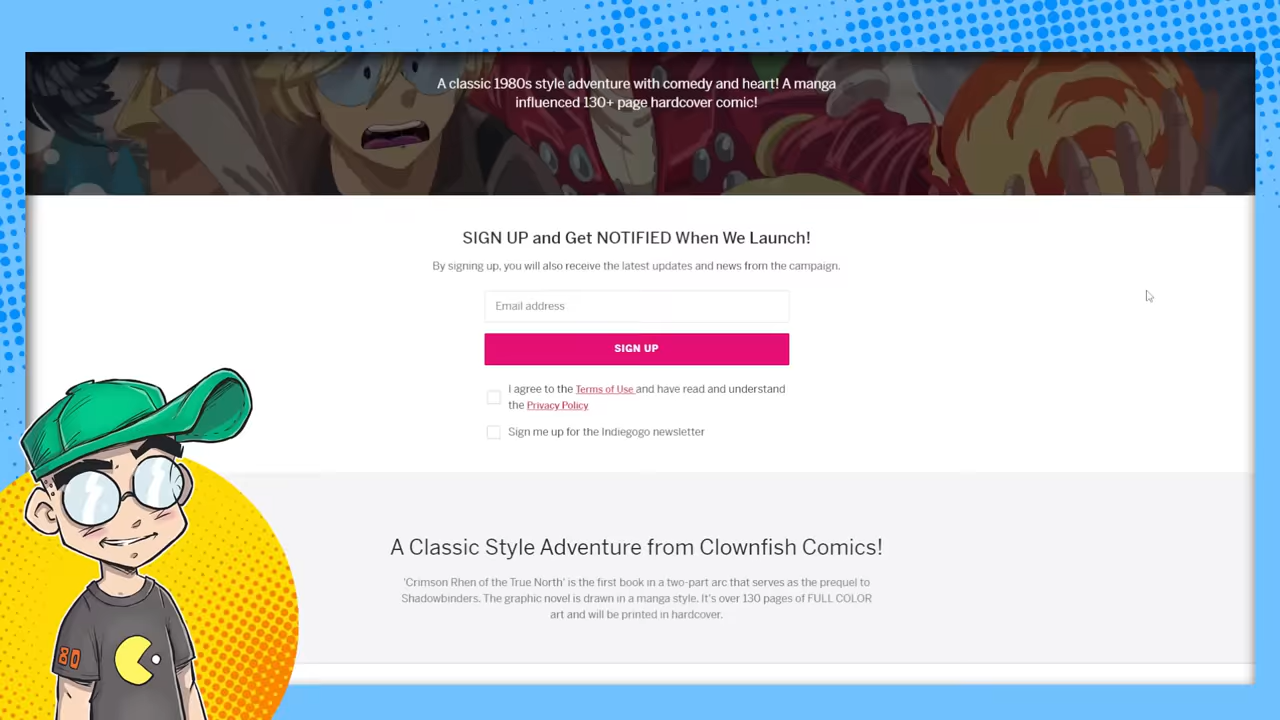 A classic 1980s style adventure with comedy and heart! A manga
influenced 130+ page hardcover comic!
SIGN UP and Get NOTIFIED When We Launch!
By signing up, you will also receive the latest updates and news from the campaign.
Email address
SIGN UP
I agree to the Terms of Use and have read and understand
the Privacy Policy
Sign me up for the Indiegogo newsletter
A Classic Style Adventure from Clownfish Comics!
'Crimson Rhen of the True North' is the first book in a two-part arc that serves as the prequel to
Shadowbinders. The graphic novel is drawn in a manga style. It's over 130 pages of FULL COLOR
art and will be printed in hardcover.
80